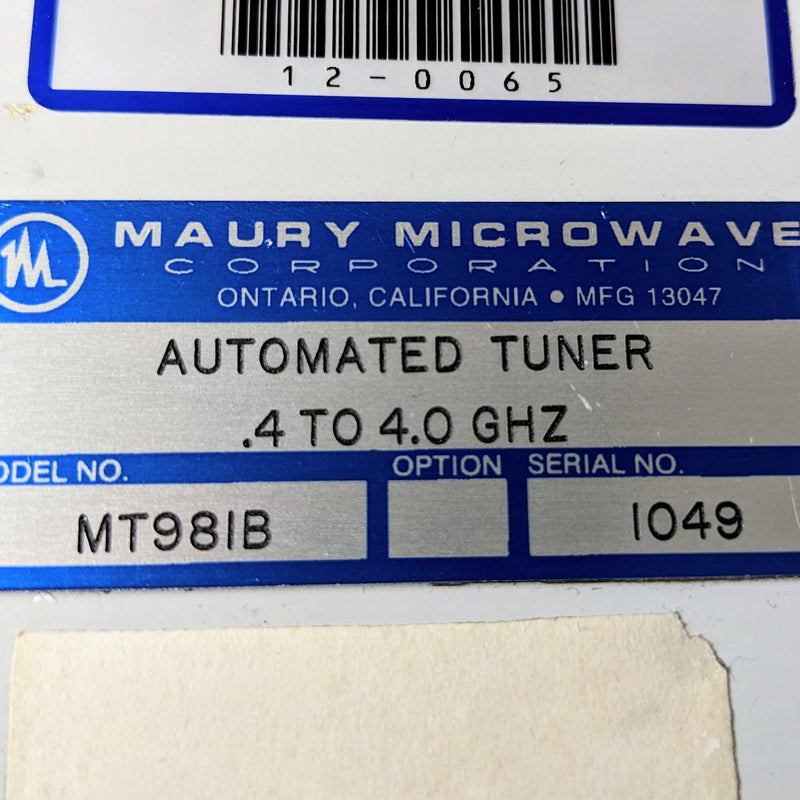 12-0065
MAURY MICROWAVE
CORPORATION
ONTARIO, CALIFORNIA • MFG 13047
AUTOMATED TUNER
.4 TO 4.0 GHZ
ODEL NO. OPTION SERIAL NO.
MT981B 1049